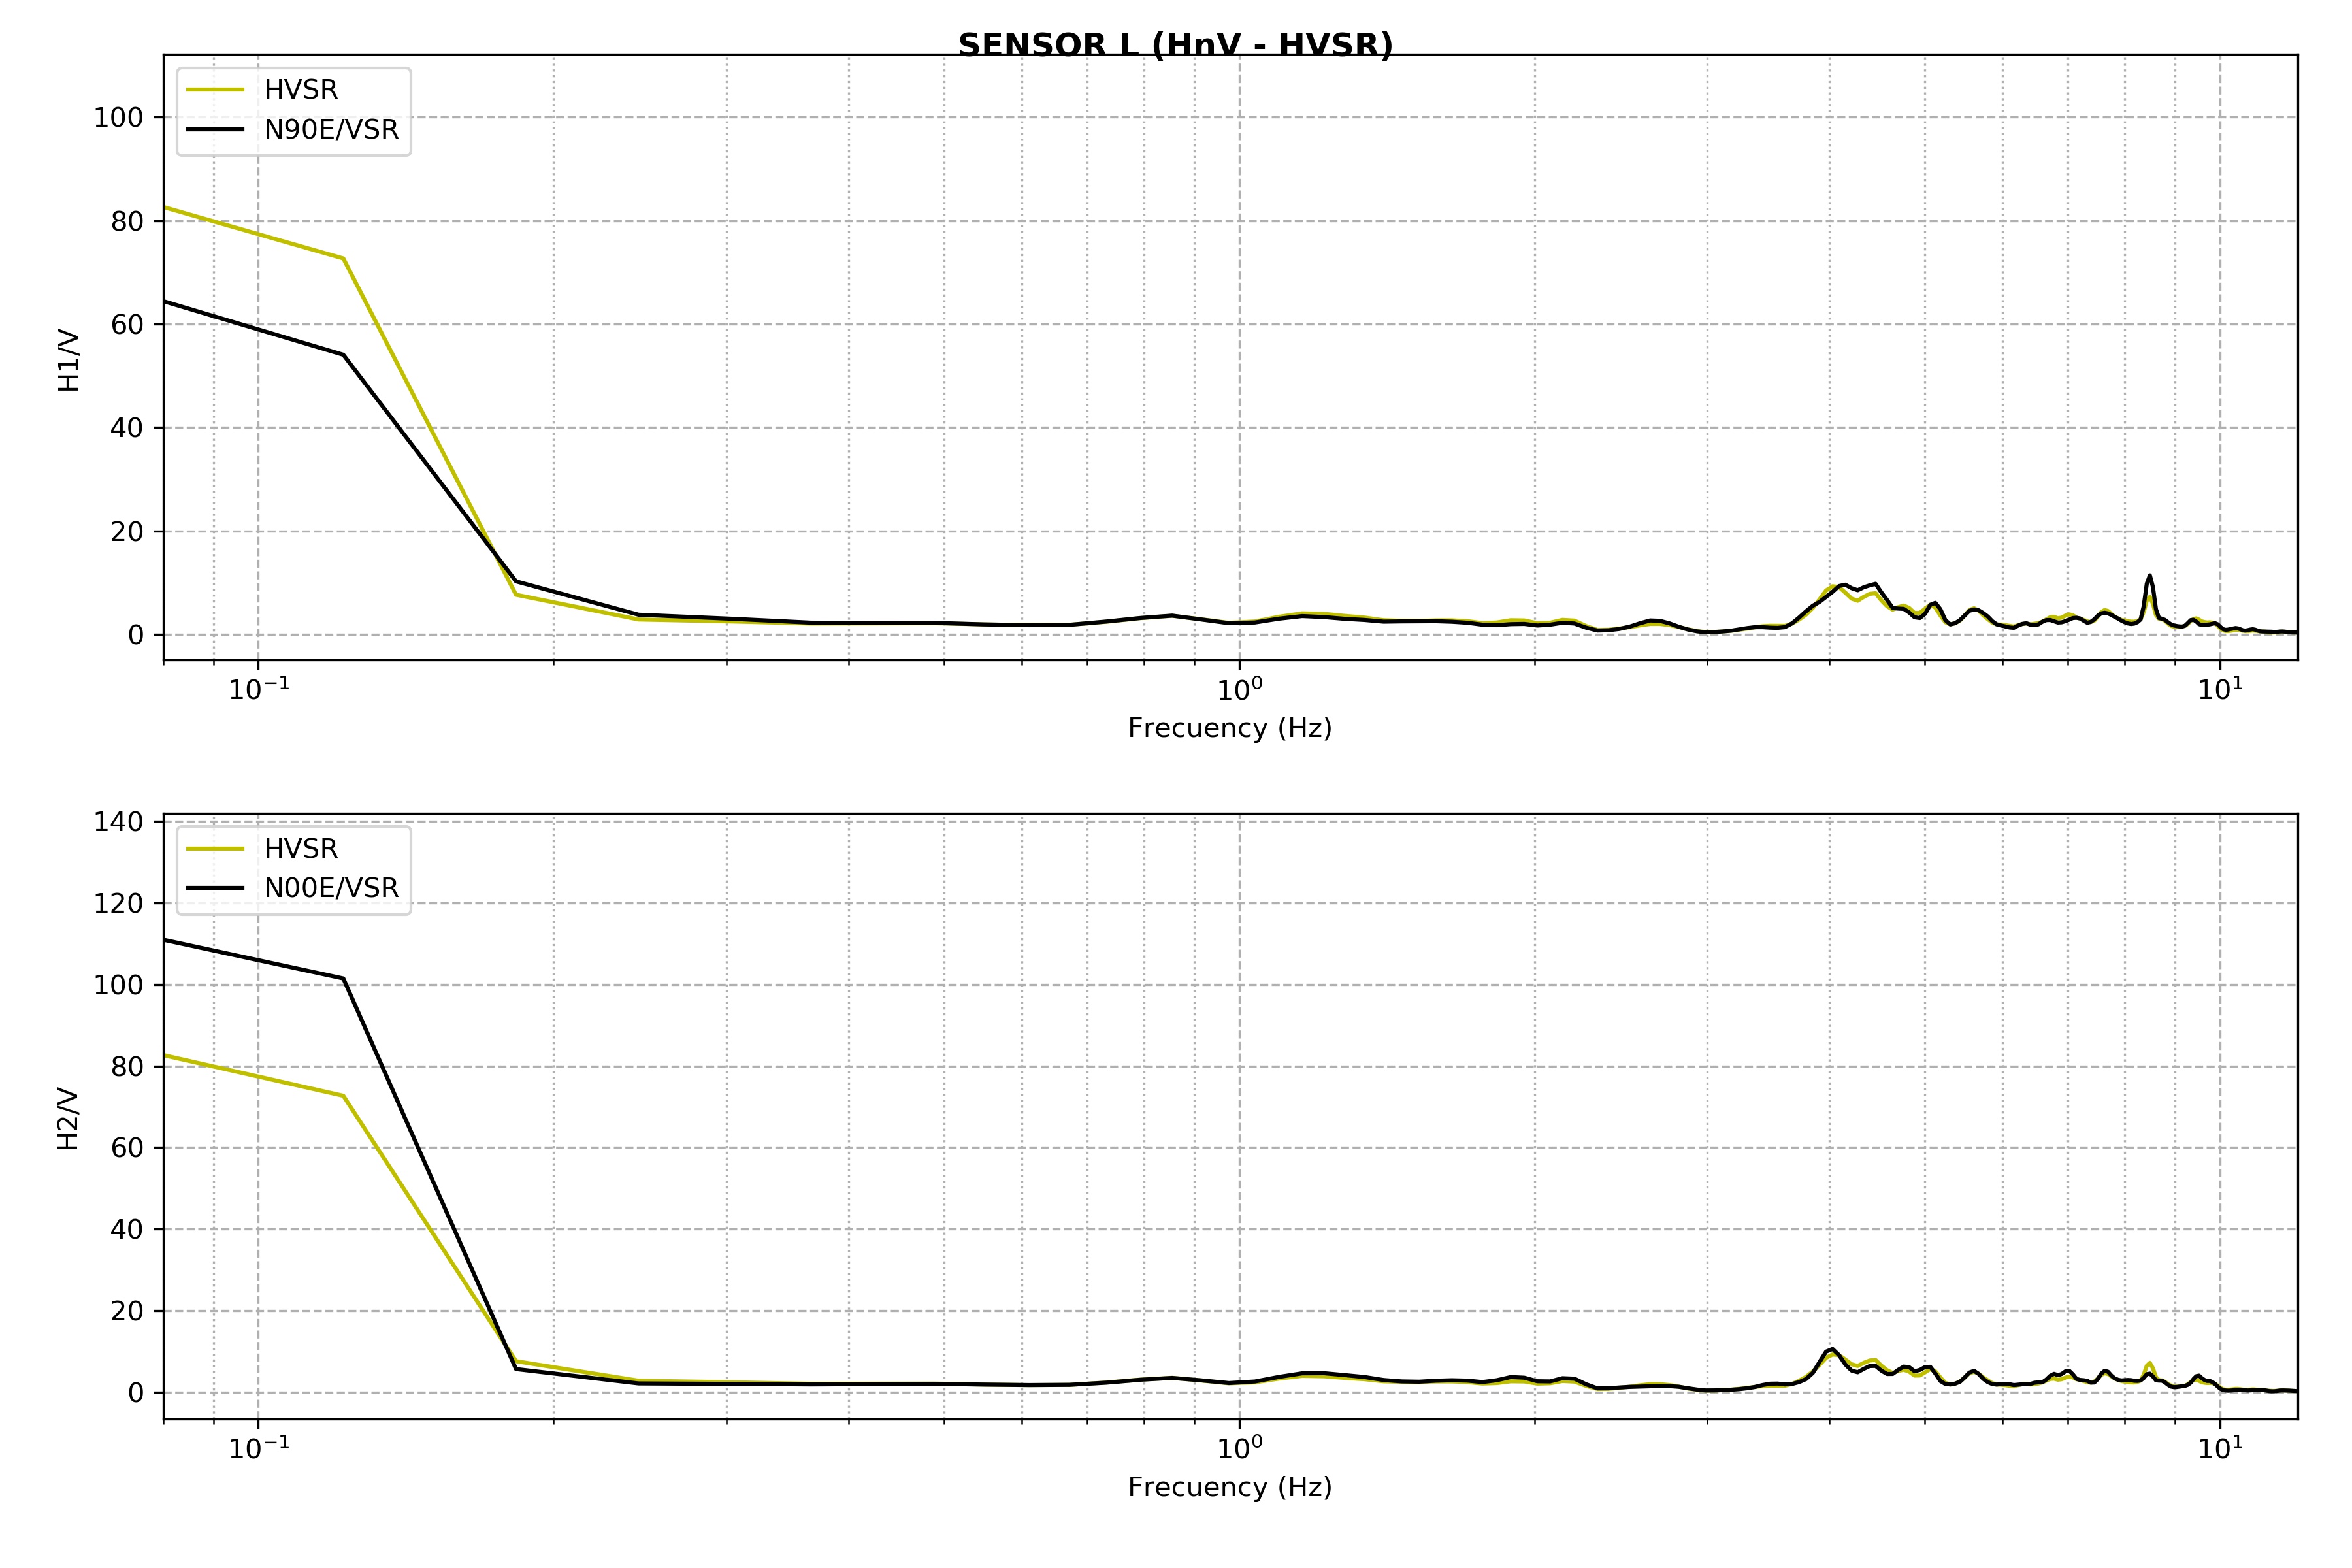 SENSOR L (HnV - HVSR)
HVSR
N90E/VSR
100
80
60
40
20
0
H1/V
10⁻¹ 10⁰ 10¹
Frecuency (Hz)
HVSR
N00E/VSR
140
120
100
80
60
40
20
0
H2/V
10⁻¹ 10⁰ 10¹
Frecuency (Hz)